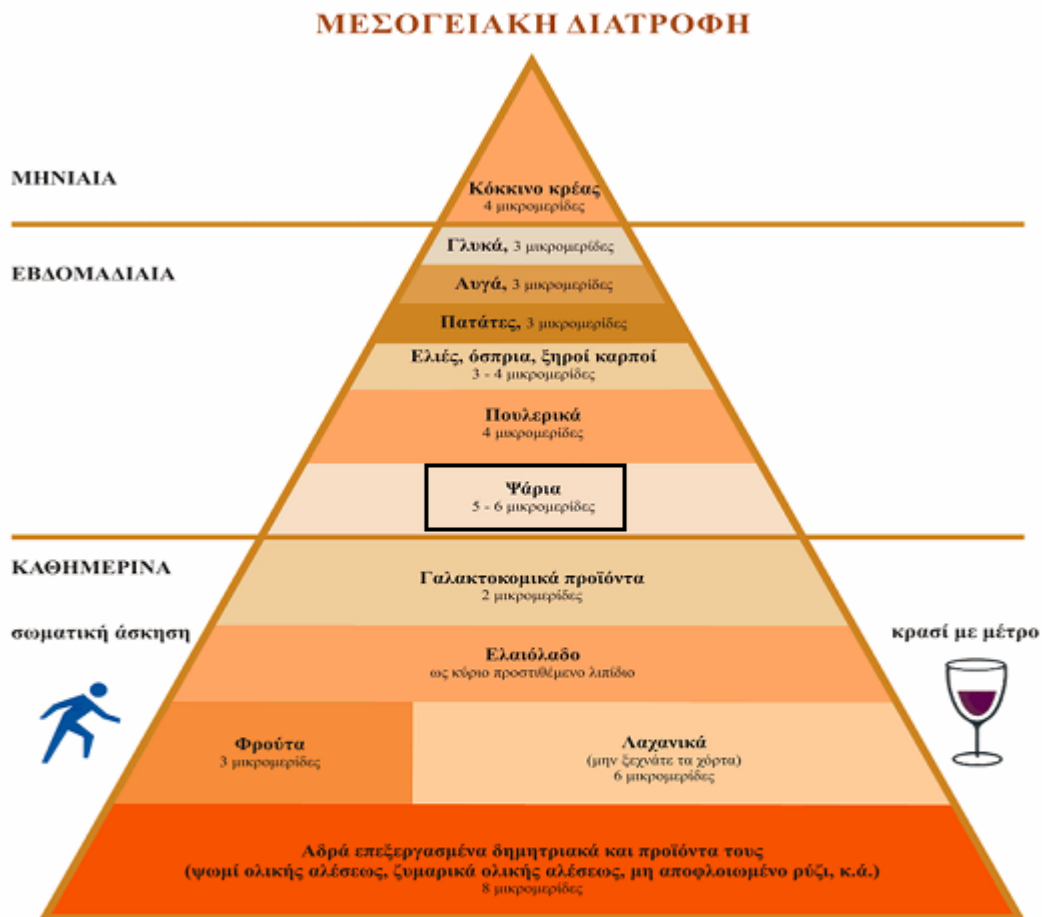 ΜΕΣΟΓΕΙΑΚΗ ΔΙΑΤΡΟΦΗ
ΜΗΝΙΑΙΑ
Κόκκινο κρέας
4 μικρομερίδες
ΕΒΔΟΜΑΔΙΑΙΑ
Γλυκά, 3 μικρομερίδες
Αυγά, 3 μικρομερίδες
Πατάτες, 3 μικρομερίδες
Ελιές, όσπρια, ξηροί καρποί
3 - 4 μικρομερίδες
Πουλερικά
4 μικρομερίδες
Ψάρια
5 - 6 μικρομερίδες
ΚΑΘΗΜΕΡΙΝΑ
Γαλακτοκομικά προϊόντα
2 μικρομερίδες
σωματική άσκηση
κρασί με μέτρο
Ελαιόλαδο
ως κύριο προστιθέμενο λιπίδιο
Φρούτα
3 μικρομερίδες
Λαχανικά
(μην ξεχνάτε τα χόρτα)
6 μικρομερίδες
Αδρά επεξεργασμένα δημητριακά και προϊόντα τους
(ψωμί ολικής αλέσεως, ζυμαρικά ολικής αλέσεως, μη αποφλοιωμένο ρύζι, κ.ά.)
8 μικρομερίδες